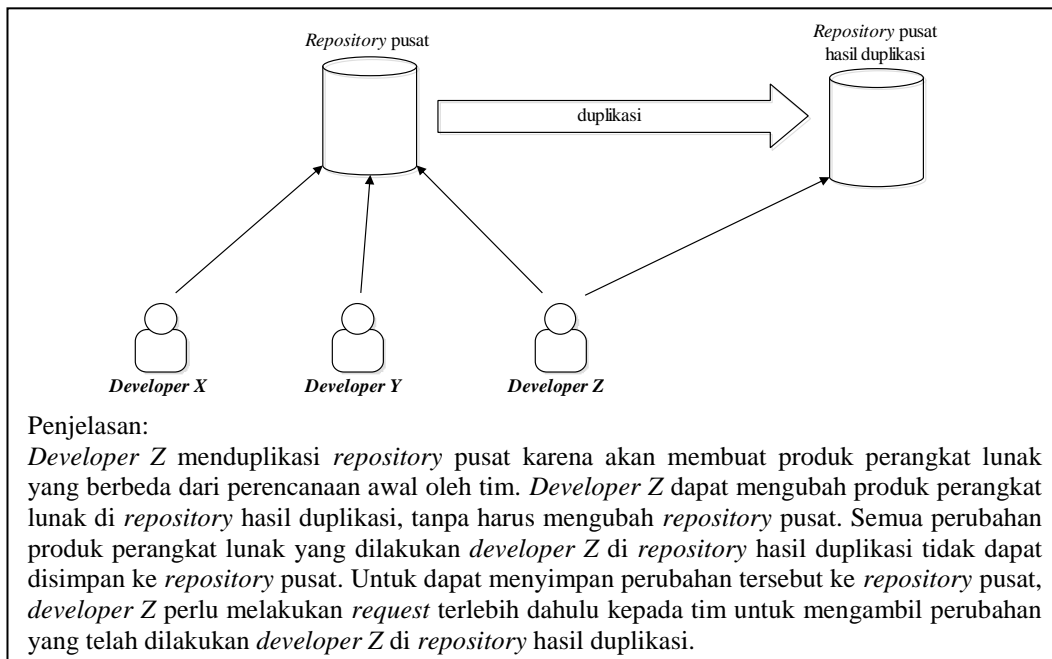 Repository pusat
Repository pusat
hasil duplikasi
duplikasi
Developer X
Developer Y
Developer Z
Penjelasan:
Developer Z menduplikasi repository pusat karena akan membuat produk perangkat lunak
yang berbeda dari perencanaan awal oleh tim. Developer Z dapat mengubah produk perangkat
lunak di repository hasil duplikasi, tanpa harus mengubah repository pusat. Semua perubahan
produk perangkat lunak yang dilakukan developer Z di repository hasil duplikasi tidak dapat
disimpan ke repository pusat. Untuk dapat menyimpan perubahan tersebut ke repository pusat,
developer Z perlu melakukan request terlebih dahulu kepada tim untuk mengambil perubahan
yang telah dilakukan developer Z di repository hasil duplikasi.